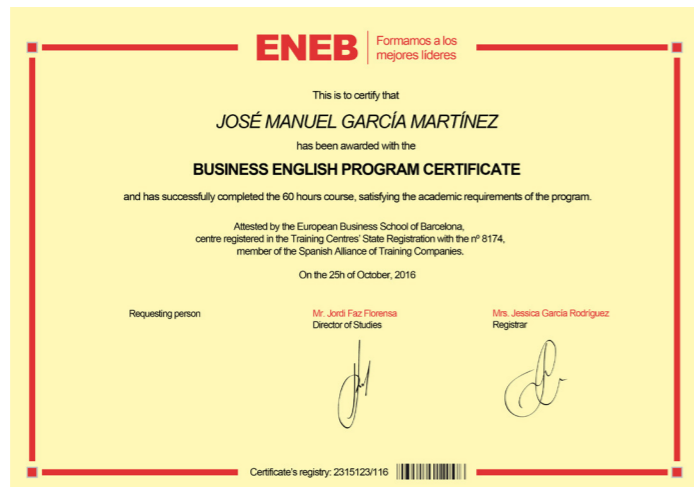 ENEB
Formamos a los
mejores líderes
This is to certify that
JOSÉ MANUEL GARCÍA MARTÍNEZ
has been awarded with the
BUSINESS ENGLISH PROGRAM CERTIFICATE
and has successfully completed the 60 hours course, satisfying the academic requirements of the program.
Attested by the European Business School of Barcelona,
centre registered in the Training Centres' State Registration with the nº 8174,
member of the Spanish Alliance of Training Companies.
On the 25h of October, 2016
Requesting person
Mr. Jordi Faz Florensa
Director of Studies
Mrs. Jessica García Rodríguez
Registrar
Certificate's registry: 2315123/116